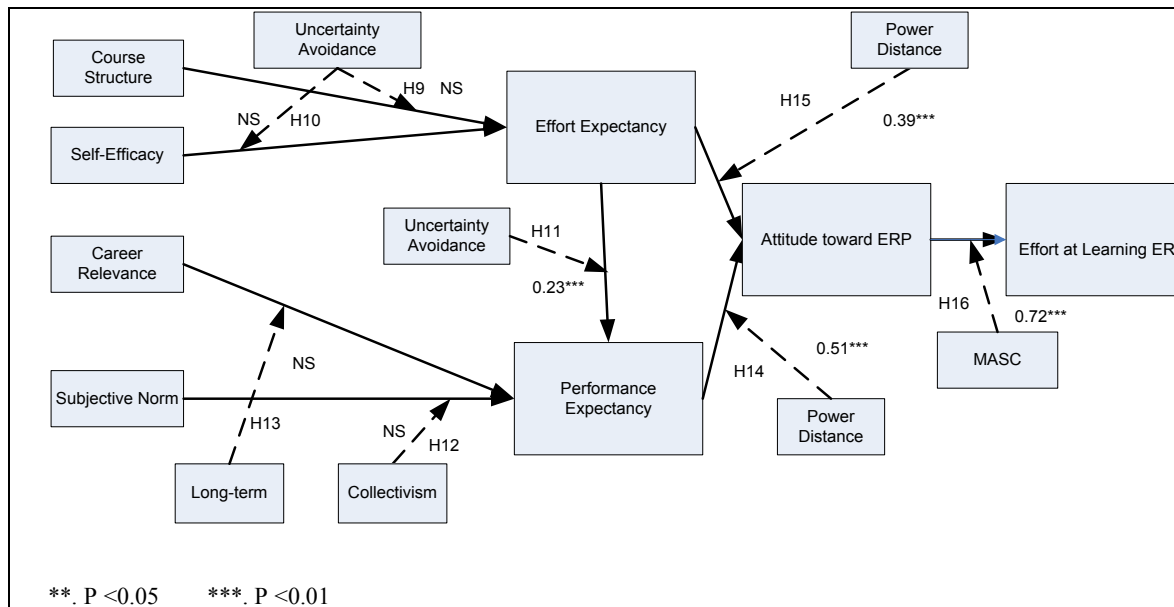 Uncertainty
Avoidance
Power
Distance
Course
Structure
H9 NS
H15
NS
H10
Effort Expectancy
0.39***
Self-Efficacy
Uncertainty
Avoidance
H11
Attitude toward ERP
Effort at Learning ER
Career
Relevance
0.23***
H16
0.72***
NS
0.51***
MASC
Subjective Norm
Performance
Expectancy
H14
H13
NS
H12
Power
Distance
Long-term
Collectivism
**. P <0.05 ***. P <0.01